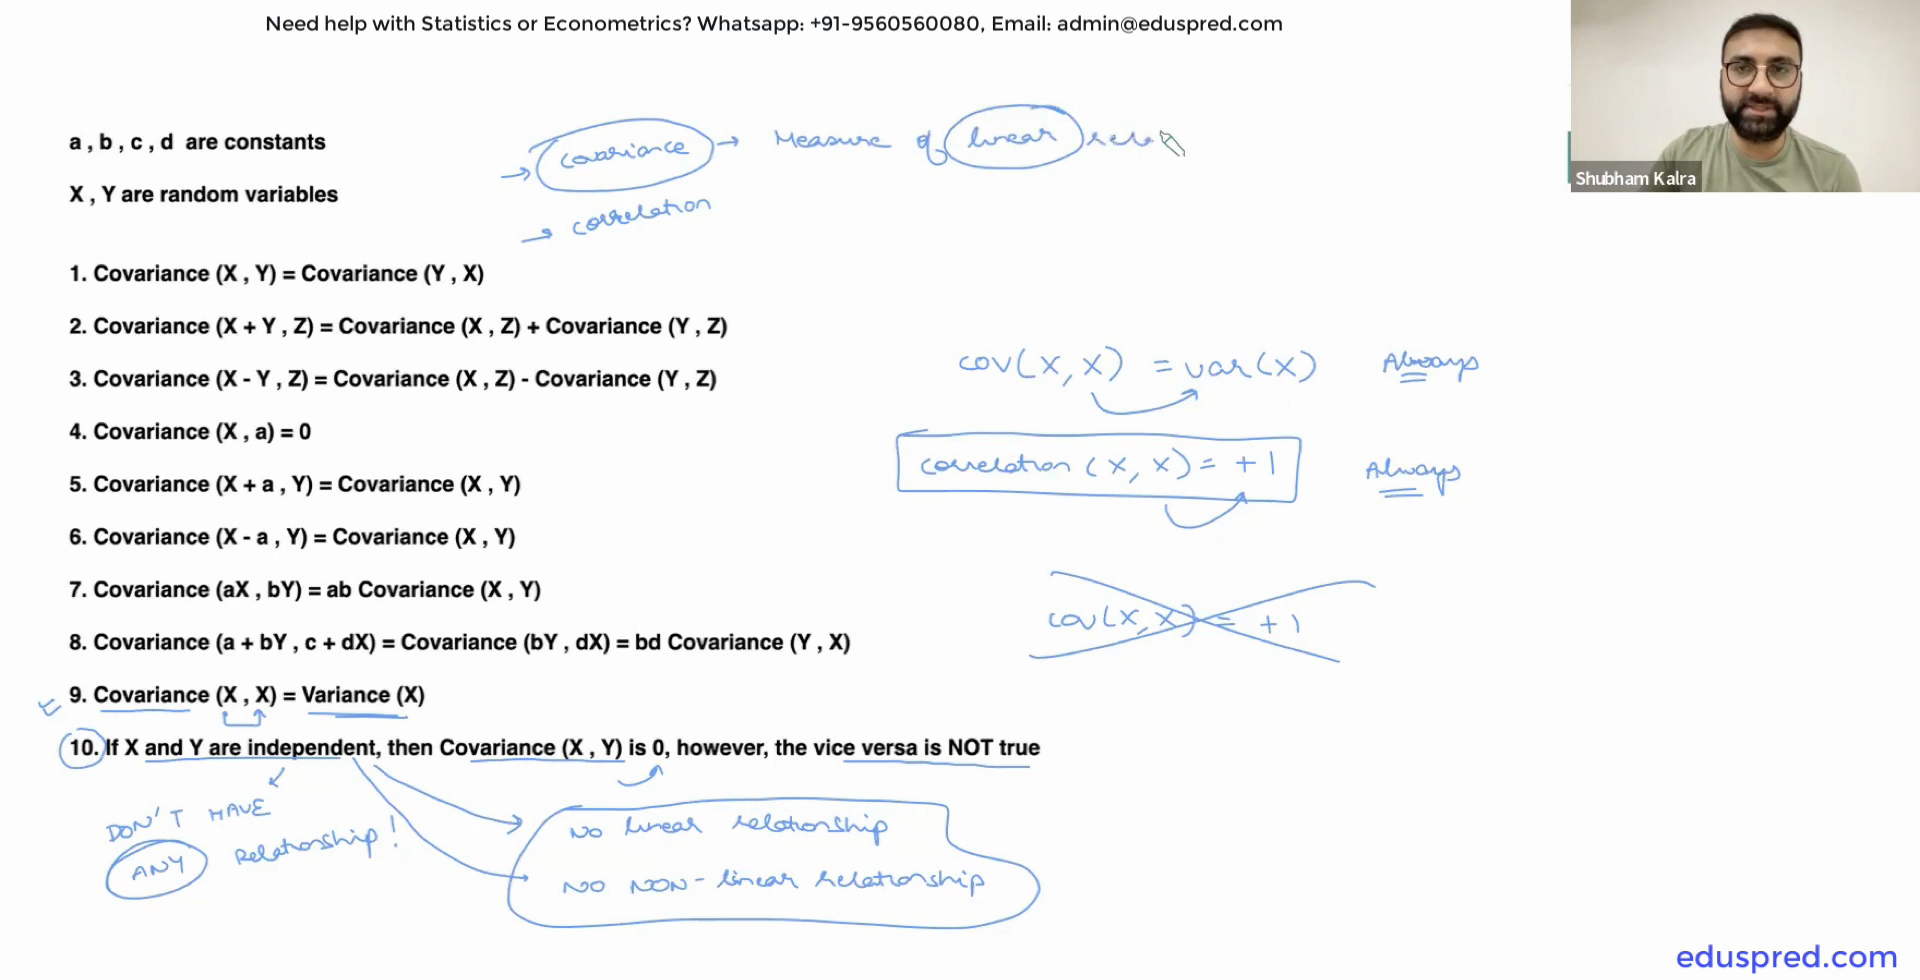 Need help with Statistics or Econometrics? Whatsapp: +91-9560560080, Email: admin@eduspred.com
Shubham Kalra
a , b , c , d are constants
X , Y are random variables
→ covariance → Measure of linear rela
→ correlation
1. Covariance (X , Y) = Covariance (Y , X)
2. Covariance (X + Y , Z) = Covariance (X , Z) + Covariance (Y , Z)
3. Covariance (X - Y , Z) = Covariance (X , Z) - Covariance (Y , Z)
4. Covariance (X , a) = 0
5. Covariance (X + a , Y) = Covariance (X , Y)
6. Covariance (X - a , Y) = Covariance (X , Y)
7. Covariance (aX , bY) = ab Covariance (X , Y)
8. Covariance (a + bY , c + dX) = Covariance (bY , dX) = bd Covariance (Y , X)
9. Covariance (X , X) = Variance (X)
10. If X and Y are independent, then Covariance (X , Y) is 0, however, the vice versa is NOT true
cov(X, X) = var(X) Always
correlation (X, X) = +1 Always
cov(X, X) = +1
DON'T HAVE
ANY Relationship!
No linear relationship
No NON-linear relationship
eduspred.com